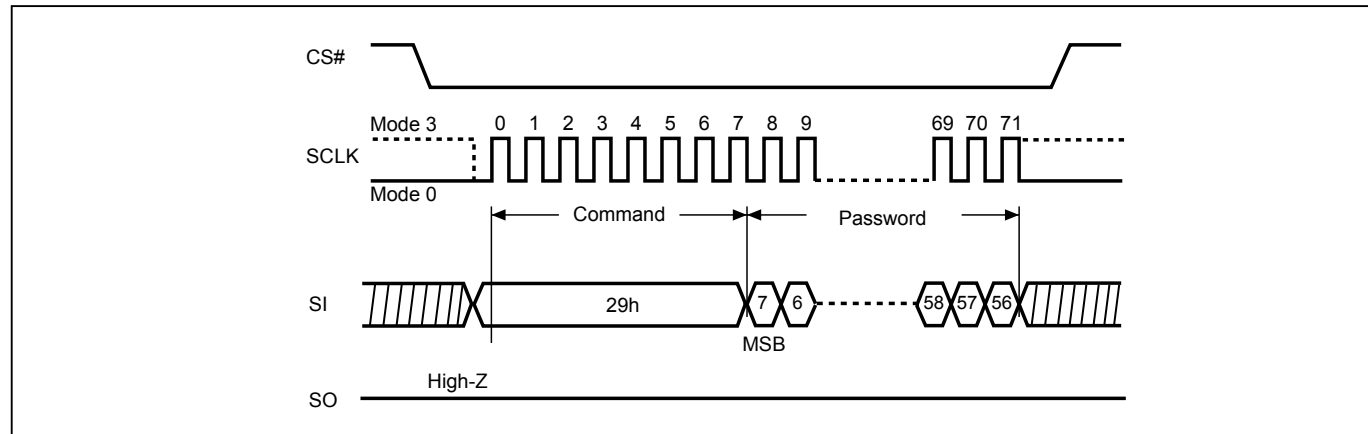 CS#
Mode 3 0 1 2 3 4 5 6 7 8 9 69 70 71
SCLK
Mode 0
Command Password
SI 29h 7 6 58 57 56
MSB
High-Z
SO